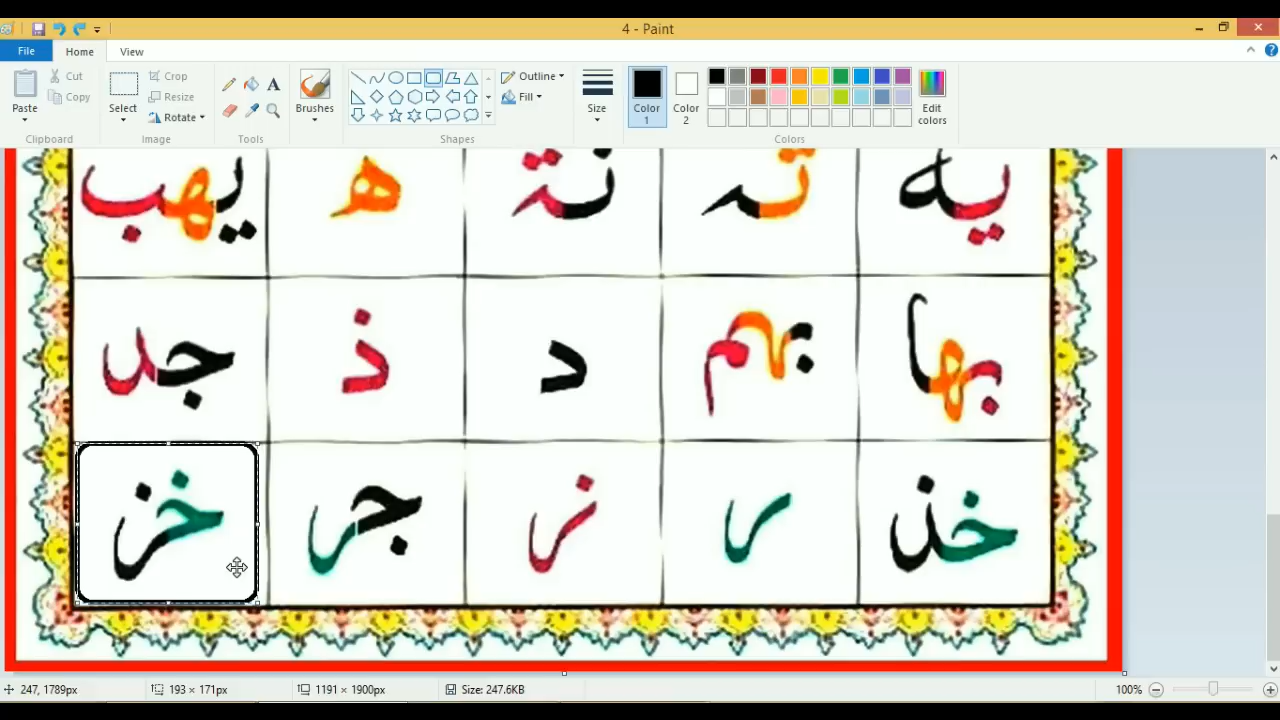 4 - Paint
File Home View
Paste Cut Copy Select Crop Resize Rotate Brushes Outline Fill Size Color 1 Color 2 Edit colors
Clipboard Image Tools Shapes Colors
یه تہ نة ه یهب
بها بهم د ذ جد
خذ ر ز جر خز
247, 1789px 193 × 171px 1191 × 1900px Size: 247.6KB 100%